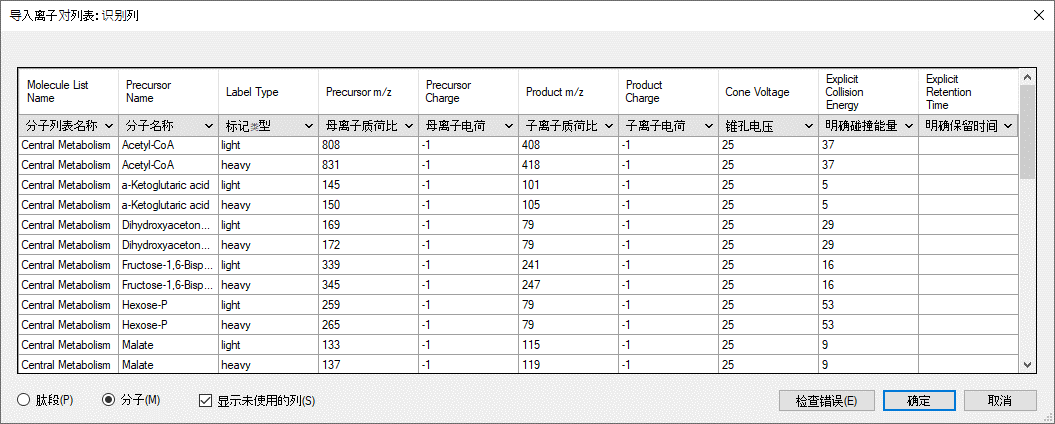 导入离子对列表: 识别列
Molecule List Name Precursor Name Label Type Precursor m/z Precursor Charge Product m/z Product Charge Cone Voltage Explicit Collision Energy Explicit Retention Time
分子列表名称 分子名称 标记类型 母离子质荷比 母离子电荷 子离子质荷比 子离子电荷 锥孔电压 明确碰撞能量 明确保留时间
Central Metabolism Acetyl-CoA light 808 -1 408 -1 25 37
Central Metabolism Acetyl-CoA heavy 831 -1 418 -1 25 37
Central Metabolism a-Ketoglutaric acid light 145 -1 101 -1 25 5
Central Metabolism a-Ketoglutaric acid heavy 150 -1 105 -1 25 5
Central Metabolism Dihydroxyaceton... light 169 -1 79 -1 25 29
Central Metabolism Dihydroxyaceton... heavy 172 -1 79 -1 25 29
Central Metabolism Fructose-1,6-Bisp... light 339 -1 241 -1 25 16
Central Metabolism Fructose-1,6-Bisp... heavy 345 -1 247 -1 25 16
Central Metabolism Hexose-P light 259 -1 79 -1 25 53
Central Metabolism Hexose-P heavy 265 -1 79 -1 25 53
Central Metabolism Malate light 133 -1 115 -1 25 9
Central Metabolism Malate heavy 137 -1 119 -1 25 9
肽段(P) 分子(M) 显示未使用的列(S) 检查错误(E) 确定 取消